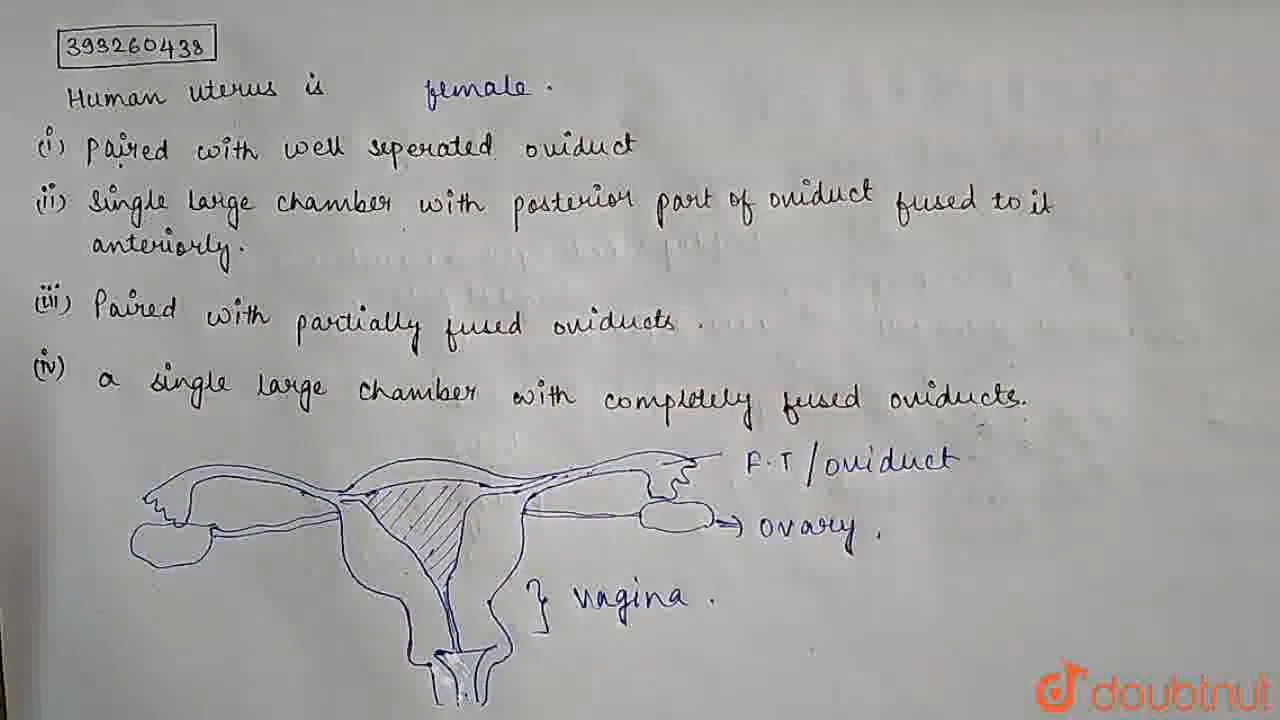 393260438
Human uterus is female.
(i) Paired with well seperated oviduct
(ii) Single large chamber with posterior part of oviduct fused to it
anteriorly.
(iii) Paired with partially fused oviducts.
(iv) a single large chamber with completely fused oviducts.
F.T / oviduct
→ ovary.
} vagina.
doubtnut